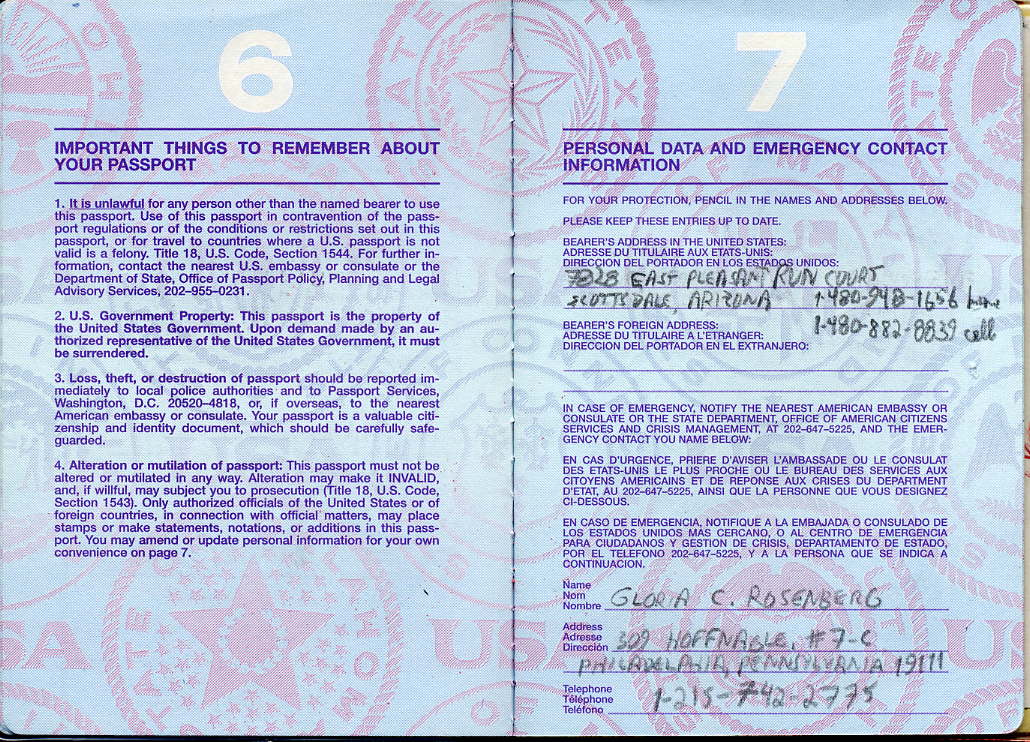 6
IMPORTANT THINGS TO REMEMBER ABOUT
YOUR PASSPORT
1. It is unlawful for any person other than the named bearer to use
this passport. Use of this passport in contravention of the pass-
port regulations or of the conditions or restrictions set out in this
passport, or for travel to countries where a U.S. passport is not
valid is a felony. Title 18, U.S. Code, Section 1544. For further in-
formation, contact the nearest U.S. embassy or consulate or the
Department of State, Office of Passport Policy, Planning and Legal
Advisory Services, 202–955–0231.
2. U.S. Government Property: This passport is the property of
the United States Government. Upon demand made by an au-
thorized representative of the United States Government, it must
be surrendered.
3. Loss, theft, or destruction of passport should be reported im-
mediately to local police authorities and to Passport Services,
Washington, D.C. 20520–4818, or, if overseas, to the nearest
American embassy or consulate. Your passport is a valuable citi-
zenship and identity document, which should be carefully safe-
guarded.
4. Alteration or mutilation of passport: This passport must not be
altered or mutilated in any way. Alteration may make it INVALID,
and, if willful, may subject you to prosecution (Title 18, U.S. Code,
Section 1543). Only authorized officials of the United States or of
foreign countries, in connection with official matters, may place
stamps or make statements, notations, or additions in this pass-
port. You may amend or update personal information for your own
convenience on page 7.
7
PERSONAL DATA AND EMERGENCY CONTACT
INFORMATION
FOR YOUR PROTECTION, PENCIL IN THE NAMES AND ADDRESSES BELOW.
PLEASE KEEP THESE ENTRIES UP TO DATE.
BEARER'S ADDRESS IN THE UNITED STATES:
ADRESSE DU TITULAIRE AUX ETATS-UNIS:
DIRECCION DEL PORTADOR EN LOS ESTADOS UNIDOS:
7328 EAST PLEASANT RUN COURT
SCOTTSDALE, ARIZONA 1-480-948-1656 home
BEARER'S FOREIGN ADDRESS: 1-480-882-8839 cell
ADRESSE DU TITULAIRE A L'ETRANGER:
DIRECCION DEL PORTADOR EN EL EXTRANJERO:
IN CASE OF EMERGENCY, NOTIFY THE NEAREST AMERICAN EMBASSY OR
CONSULATE OR THE STATE DEPARTMENT, OFFICE OF AMERICAN CITIZENS
SERVICES AND CRISIS MANAGEMENT, AT 202–647–5225, AND THE EMER-
GENCY CONTACT YOU NAME BELOW:
EN CAS D'URGENCE, PRIERE D'AVISER L'AMBASSADE OU LE CONSULAT
DES ETATS-UNIS LE PLUS PROCHE OU LE BUREAU DES SERVICES AUX
CITOYENS AMERICAINS ET DE REPONSE AUX CRISES DU DEPARTMENT
D'ETAT, AU 202–647–5225, AINSI QUE LA PERSONNE QUE VOUS DESIGNEZ
CI-DESSOUS.
EN CASO DE EMERGENCIA, NOTIFIQUE A LA EMBAJADA O CONSULADO DE
LOS ESTADOS UNIDOS MAS CERCANO, O AL CENTRO DE EMERGENCIA
PARA CIUDADANOS Y GESTION DE CRISIS, DEPARTAMENTO DE ESTADO,
POR EL TELEFONO 202–647–5225, Y A LA PERSONA QUE SE INDICA A
CONTINUACION.
Name
Nom
Nombre GLORIA C. ROSENBERG
Address
Adresse
Dirección 309 HOFFNAGLE, #7-C
PHILADELPHIA, PENNSYLVANIA 19111
Telephone
Téléphone
Teléfono 1-215-742-2775